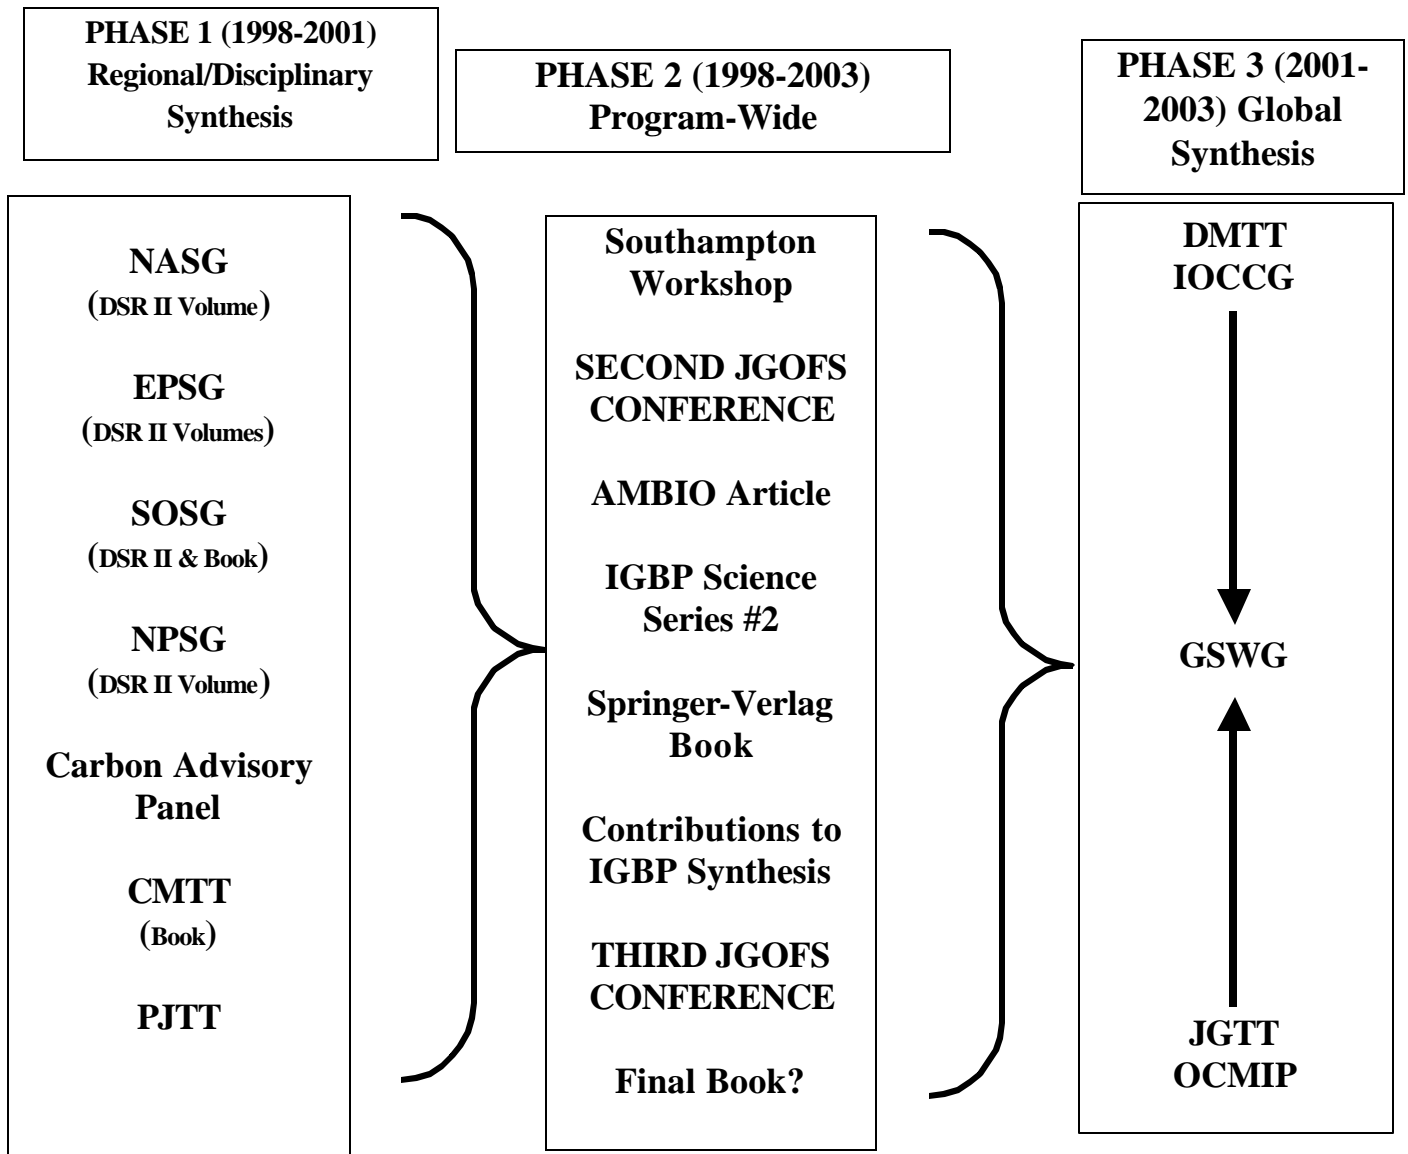 PHASE 1 (1998-2001)
Regional/Disciplinary
Synthesis
PHASE 2 (1998-2003)
Program-Wide
PHASE 3 (2001-
2003) Global
Synthesis
NASG
(DSR II Volume)
EPSG
(DSR II Volumes)
SOSG
(DSR II & Book)
NPSG
(DSR II Volume)
Carbon Advisory
Panel
CMTT
(Book)
PJTT
Southampton
Workshop
SECOND JGOFS
CONFERENCE
AMBIO Article
IGBP Science
Series #2
Springer-Verlag
Book
Contributions to
IGBP Synthesis
THIRD JGOFS
CONFERENCE
Final Book?
DMTT
IOCCG
GSWG
JGTT
OCMIP